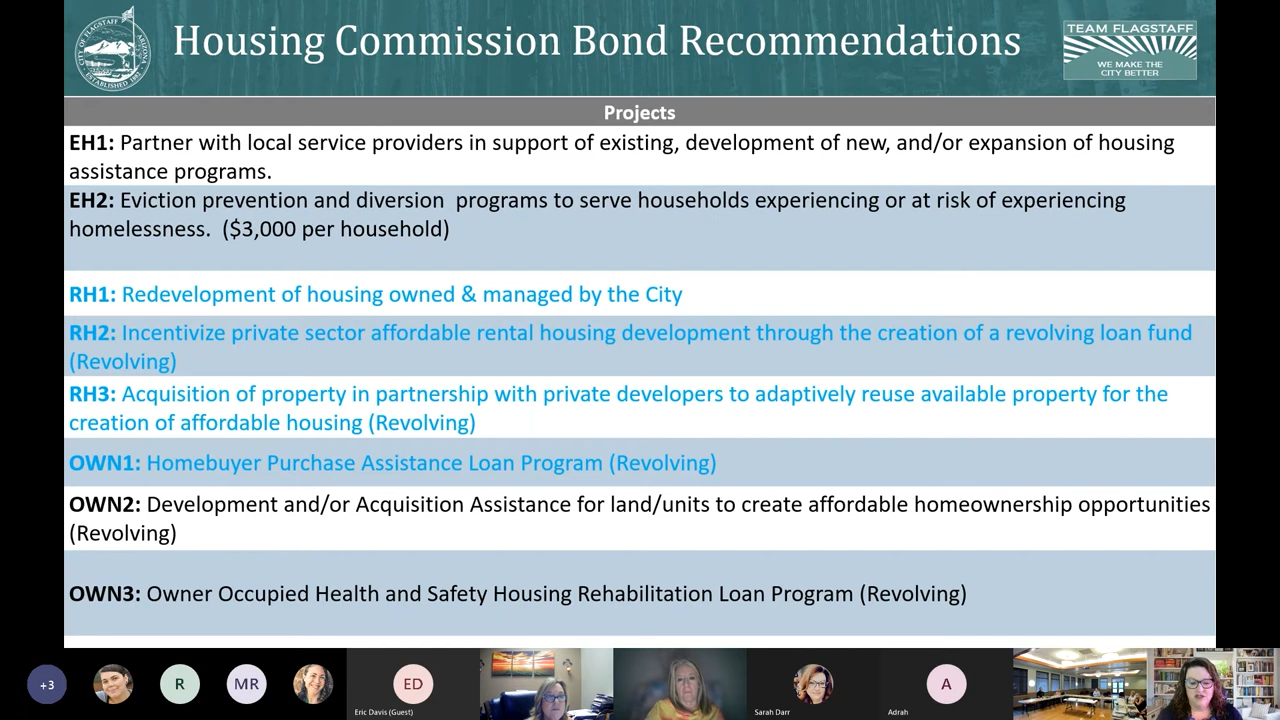 CITY OF FLAGSTAFF
ARIZONA
Housing Commission Bond Recommendations
TEAM FLAGSTAFF
WE MAKE THE
CITY BETTER
Projects
EH1: Partner with local service providers in support of existing, development of new, and/or expansion of housing
assistance programs.
EH2: Eviction prevention and diversion programs to serve households experiencing or at risk of experiencing
homelessness. ($3,000 per household)
RH1: Redevelopment of housing owned & managed by the City
RH2: Incentivize private sector affordable rental housing development through the creation of a revolving loan fund
(Revolving)
RH3: Acquisition of property in partnership with private developers to adaptively reuse available property for the
creation of affordable housing (Revolving)
OWN1: Homebuyer Purchase Assistance Loan Program (Revolving)
OWN2: Development and/or Acquisition Assistance for land/units to create affordable homeownership opportunities
(Revolving)
OWN3: Owner Occupied Health and Safety Housing Rehabilitation Loan Program (Revolving)
+3
R
MR
ED
A
Eric Davis (Guest)
Sarah Darr
Adrah